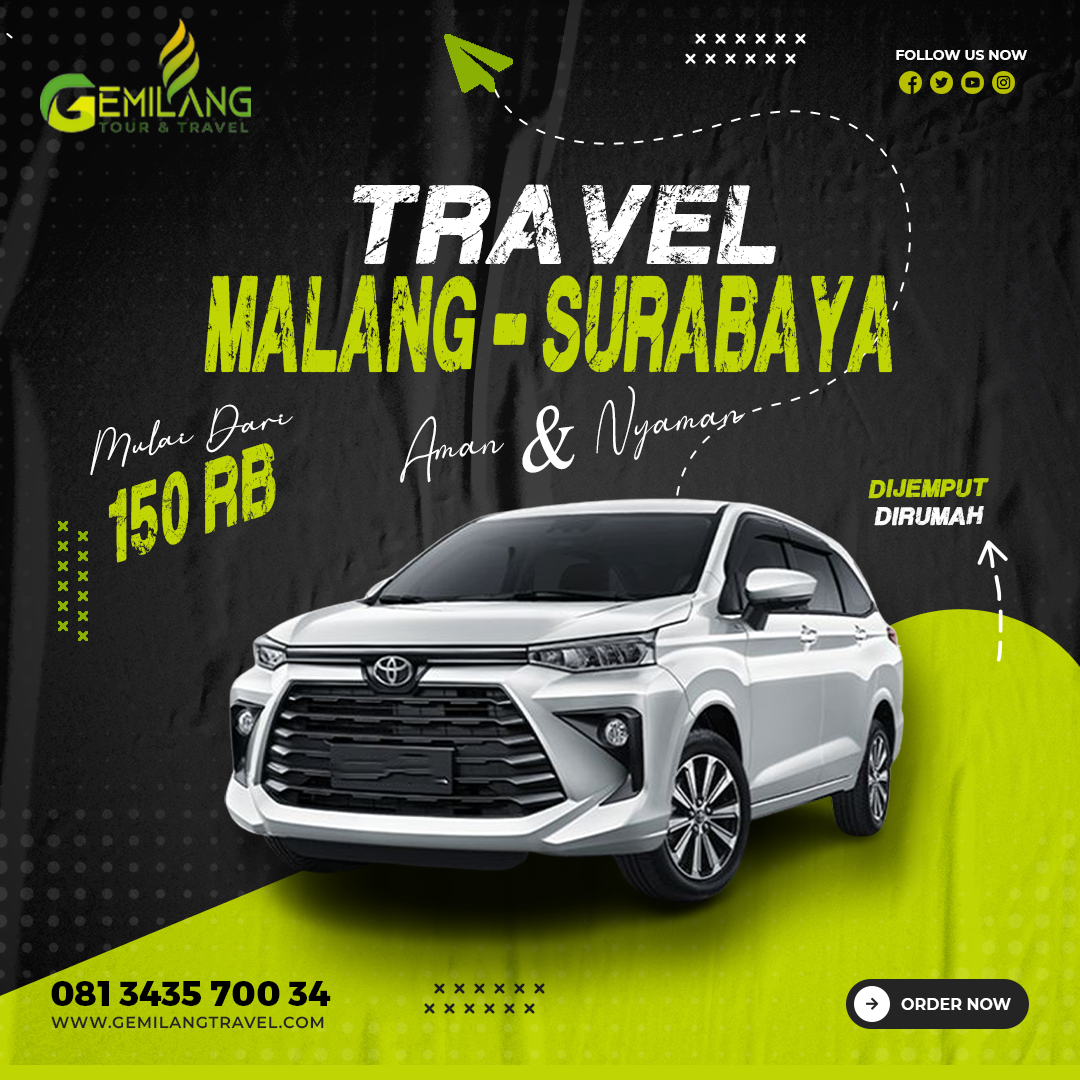 GEMILANG
TOUR & TRAVEL
FOLLOW US NOW
TRAVEL
MALANG - SURABAYA
Mulai Dari
150 RB
Aman & Nyaman
DIJEMPUT
DIRUMAH
081 3435 700 34
WWW.GEMILANGTRAVEL.COM
ORDER NOW